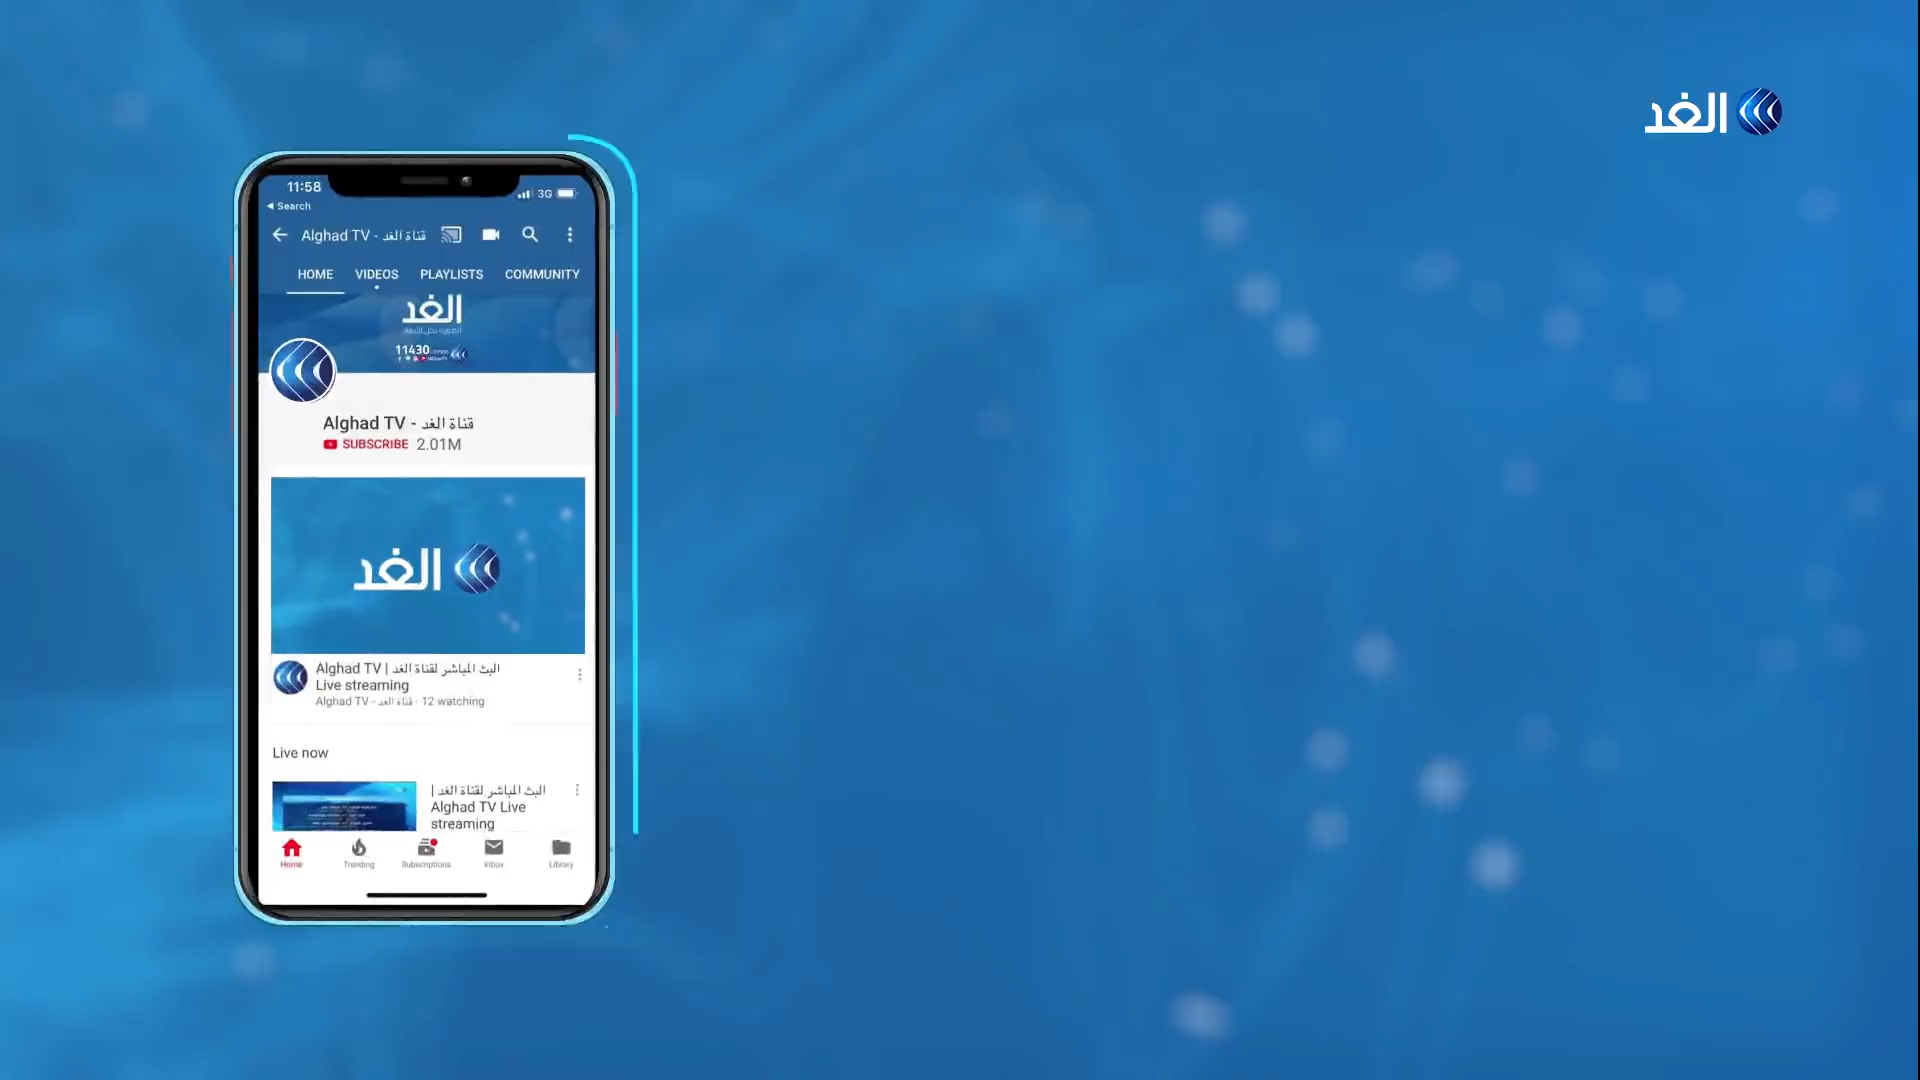 الغد
11:58
3G
Search
Alghad TV - قناة الغد
HOME VIDEOS PLAYLISTS COMMUNITY
الغد
11430
Alghad TV - قناة الغد
SUBSCRIBE 2.01M
الغد
Alghad TV | البث المباشر لقناة الغد
Live streaming
Alghad TV - قناة الغد · 12 watching
Live now
البث المباشر لقناة الغد |
Alghad TV Live
streaming
Home Trending Subscriptions Inbox Library